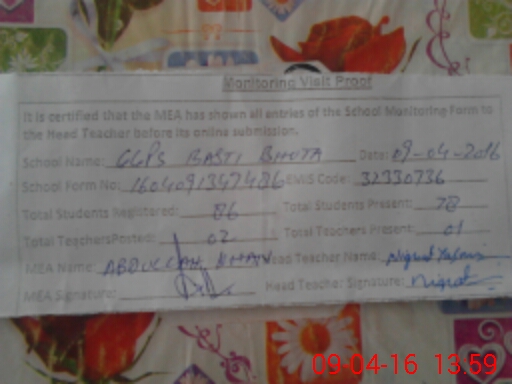 Monitoring Visit Proof
It is certified that the MEA has shown all entries of the School Monitoring Form to
the Head Teacher before its online submission.
School Name: GGPS BASTI BHUTA Date: 09-04-2016
School Form No: 1604091347486 EMIS Code: 32330736
Total Students Registered: 86 Total Students Present: 78
Total TeachersPosted: 02 Total Teachers Present: 01
MEA Name: ABDULLAH KHAN Head Teacher Name: Nighat
MEA Signature: Head Teacher Signature: Nighat
09-04-16 13:59